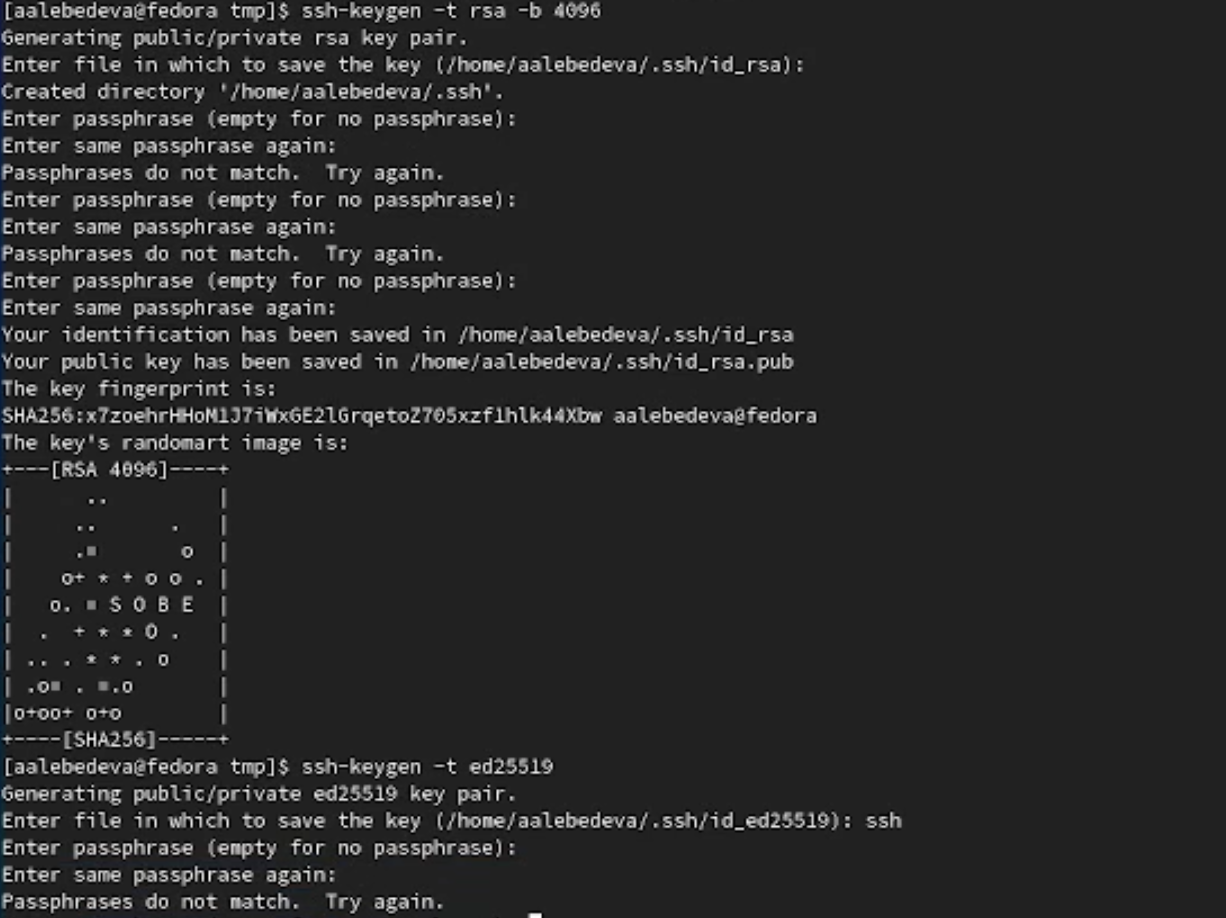 [aalebedeva@fedora tmp]$ ssh-keygen -t rsa -b 4096
Generating public/private rsa key pair.
Enter file in which to save the key (/home/aalebedeva/.ssh/id_rsa):
Created directory '/home/aalebedeva/.ssh'.
Enter passphrase (empty for no passphrase):
Enter same passphrase again:
Passphrases do not match.  Try again.
Enter passphrase (empty for no passphrase):
Enter same passphrase again:
Passphrases do not match.  Try again.
Enter passphrase (empty for no passphrase):
Enter same passphrase again:
Your identification has been saved in /home/aalebedeva/.ssh/id_rsa
Your public key has been saved in /home/aalebedeva/.ssh/id_rsa.pub
The key fingerprint is:
SHA256:x7zoehrHHoM137iWxGE2lGrqetoZ705xzf1hlk44Xbw aalebedeva@fedora
The key's randomart image is:
+---[RSA 4096]----+
|      ..         |
|     ..      .   |
|     .=       o  |
|    o+ * + o o . |
|   o. = S O B E  |
|  .  + * * O .   |
| .. . * * . o    |
| .o= . =.o       |
|o+oo+ o+o        |
+----[SHA256]-----+
[aalebedeva@fedora tmp]$ ssh-keygen -t ed25519
Generating public/private ed25519 key pair.
Enter file in which to save the key (/home/aalebedeva/.ssh/id_ed25519): ssh
Enter passphrase (empty for no passphrase):
Enter same passphrase again:
Passphrases do not match.  Try again.